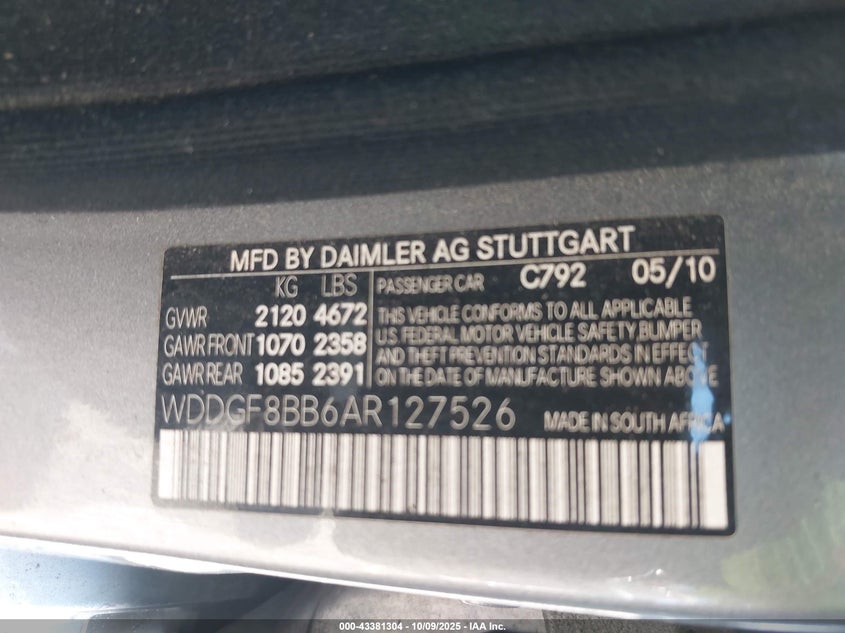 MFD BY DAIMLER AG STUTTGART
KG LBS PASSENGER CAR C792 05/10
GVWR 2120 4672 THIS VEHICLE CONFORMS TO ALL APPLICABLE
U.S. FEDERAL MOTOR VEHICLE SAFETY BUMPER
GAWR FRONT 1070 2358 AND THEFT PREVENTION STANDARDS IN EFFECT
GAWR REAR 1085 2391 ON THE DATE OF MANUFACTURE SHOWN ABOVE
WDDGF8BB6AR127526 MADE IN SOUTH AFRICA
000-43381304 | 10/09/2025 | Copyright © 2025 IAA, Inc.